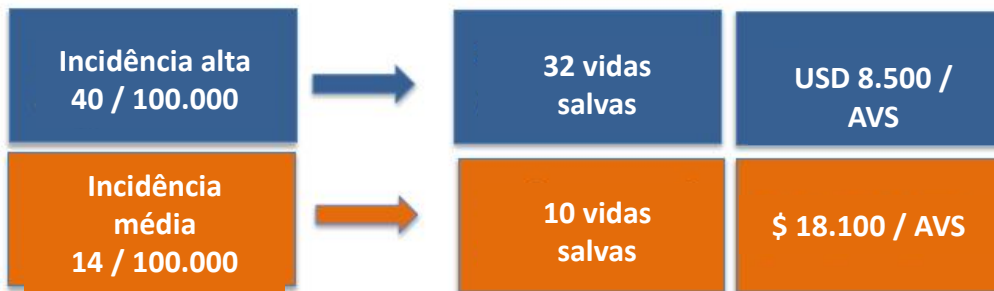 Incidência alta
40 / 100.000
32 vidas
salvas
USD 8.500 /
AVS
Incidência
média
14 / 100.000
10 vidas
salvas
$ 18.100 / AVS